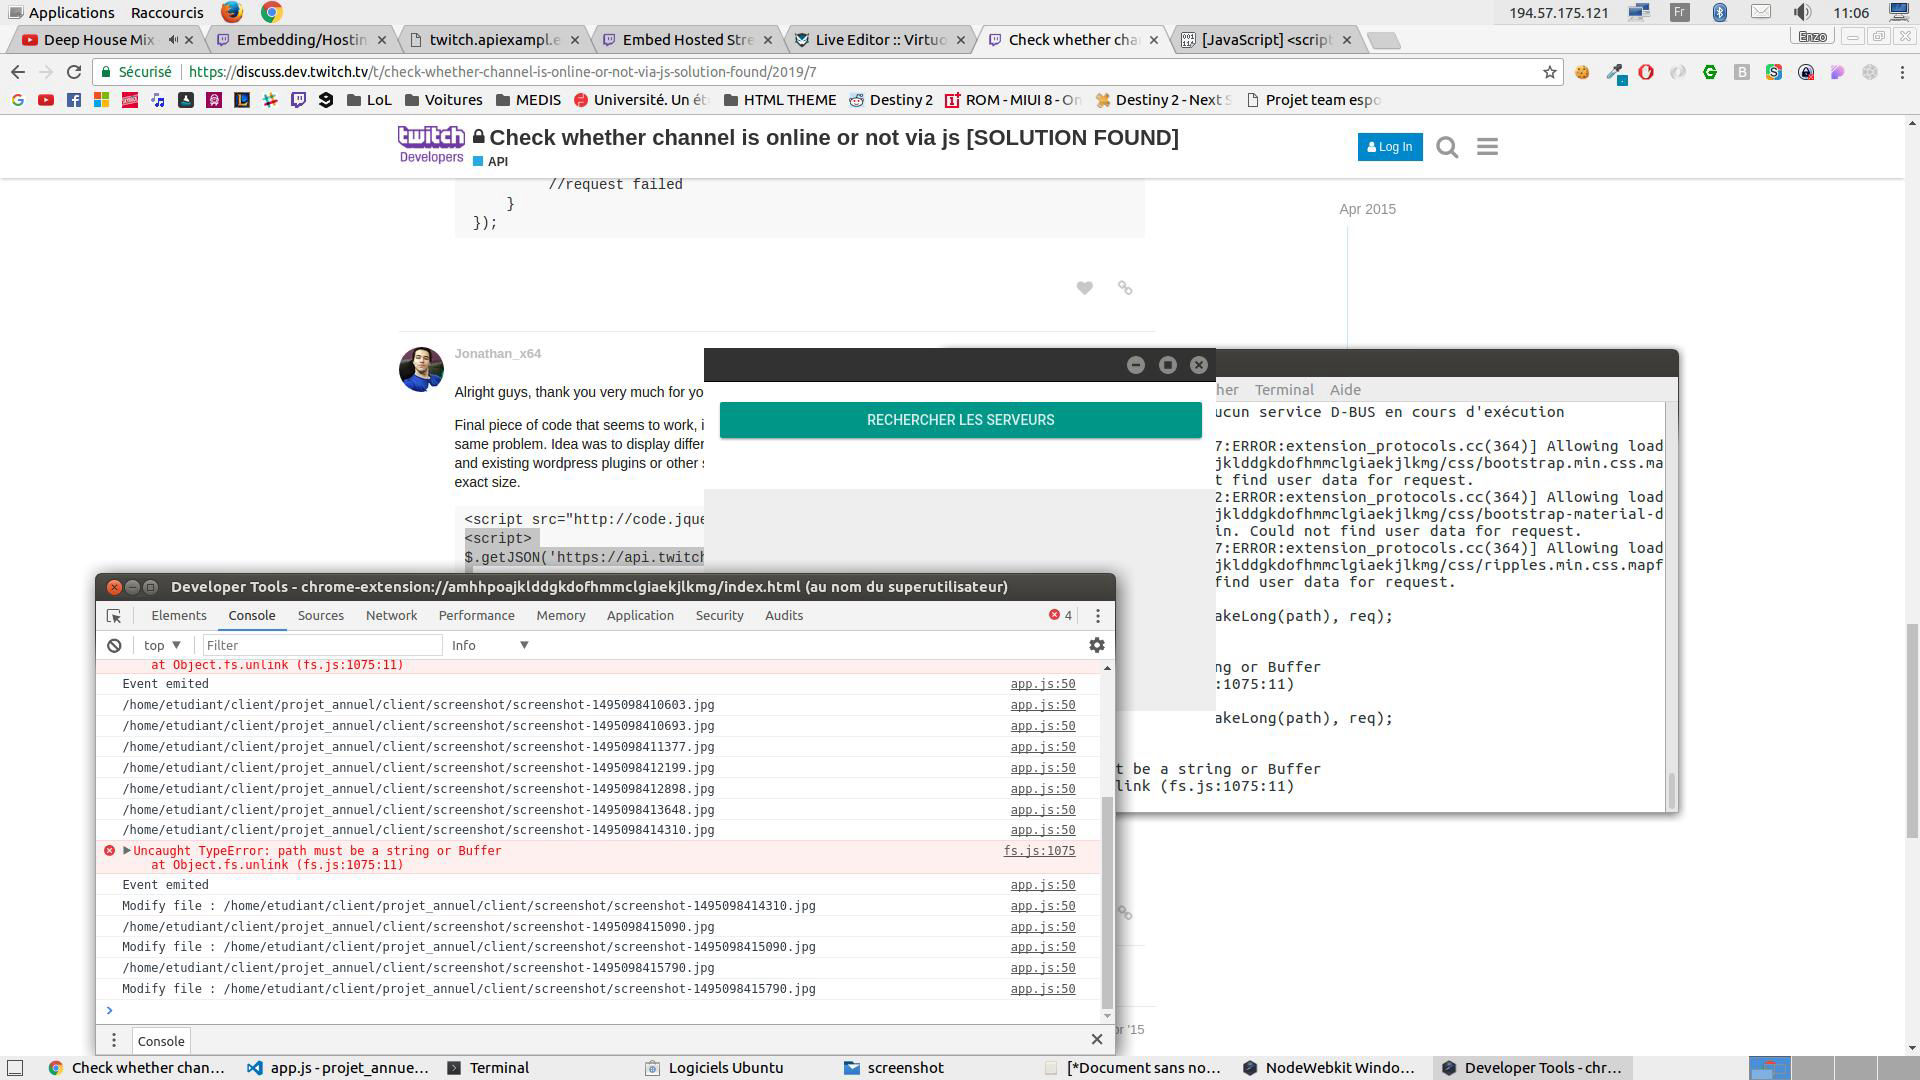 Applications Raccourcis
194.57.175.121 Fr 11:06
Deep House Mix
Embedding/Hostin
twitch.apiexampl.e
Embed Hosted Stre
Live Editor :: Virtuo
Check whether cha
[JavaScript] <script
Enzo
Sécurisé https://discuss.dev.twitch.tv/t/check-whether-channel-is-online-or-not-via-js-solution-found/2019/7
LoL Voitures MEDIS Université. Un ét HTML THEME Destiny 2 ROM - MIUI 8 - On Destiny 2 - Next S Projet team espo
twitch
Developers
Check whether channel is online or not via js [SOLUTION FOUND]
API
Log In
//request failed
}
});
Apr 2015
Jonathan_x64
Alright guys, thank you very much for yo
Final piece of code that seems to work, i
same problem. Idea was to display differ
and existing wordpress plugins or other s
exact size.
<script src="http://code.jque
<script>
$.getJSON('https://api.twitch
RECHERCHER LES SERVEURS
her Terminal Aide
ucun service D-BUS en cours d'exécution
7:ERROR:extension_protocols.cc(364)] Allowing load
jklddgkdofhmmclgiaekjlkmg/css/bootstrap.min.css.ma
t find user data for request.
2:ERROR:extension_protocols.cc(364)] Allowing load
jklddgkdofhmmclgiaekjlkmg/css/bootstrap-material-d
in. Could not find user data for request.
7:ERROR:extension_protocols.cc(364)] Allowing load
jklddgkdofhmmclgiaekjlkmg/css/ripples.min.css.mapf
find user data for request.
akeLong(path), req);
ng or Buffer
:1075:11)
akeLong(path), req);
t be a string or Buffer
link (fs.js:1075:11)
Developer Tools - chrome-extension://amhhpoajklddgkdofhmmclgiaekjlkmg/index.html (au nom du superutilisateur)
Elements Console Sources Network Performance Memory Application Security Audits 4
top Filter Info
at Object.fs.unlink (fs.js:1075:11)
Event emited app.js:50
/home/etudiant/client/projet_annuel/client/screenshot/screenshot-1495098410603.jpg app.js:50
/home/etudiant/client/projet_annuel/client/screenshot/screenshot-1495098410693.jpg app.js:50
/home/etudiant/client/projet_annuel/client/screenshot/screenshot-1495098411377.jpg app.js:50
/home/etudiant/client/projet_annuel/client/screenshot/screenshot-1495098412199.jpg app.js:50
/home/etudiant/client/projet_annuel/client/screenshot/screenshot-1495098412898.jpg app.js:50
/home/etudiant/client/projet_annuel/client/screenshot/screenshot-1495098413648.jpg app.js:50
/home/etudiant/client/projet_annuel/client/screenshot/screenshot-1495098414310.jpg app.js:50
Uncaught TypeError: path must be a string or Buffer fs.js:1075
at Object.fs.unlink (fs.js:1075:11)
Event emited app.js:50
Modify file : /home/etudiant/client/projet_annuel/client/screenshot/screenshot-1495098414310.jpg app.js:50
/home/etudiant/client/projet_annuel/client/screenshot/screenshot-1495098415090.jpg app.js:50
Modify file : /home/etudiant/client/projet_annuel/client/screenshot/screenshot-1495098415090.jpg app.js:50
/home/etudiant/client/projet_annuel/client/screenshot/screenshot-1495098415790.jpg app.js:50
Modify file : /home/etudiant/client/projet_annuel/client/screenshot/screenshot-1495098415790.jpg app.js:50
Console
r '15
Check whether chan... app.js - projet_annue... Terminal Logiciels Ubuntu screenshot [*Document sans no... NodeWebkit Windo... Developer Tools - chr...